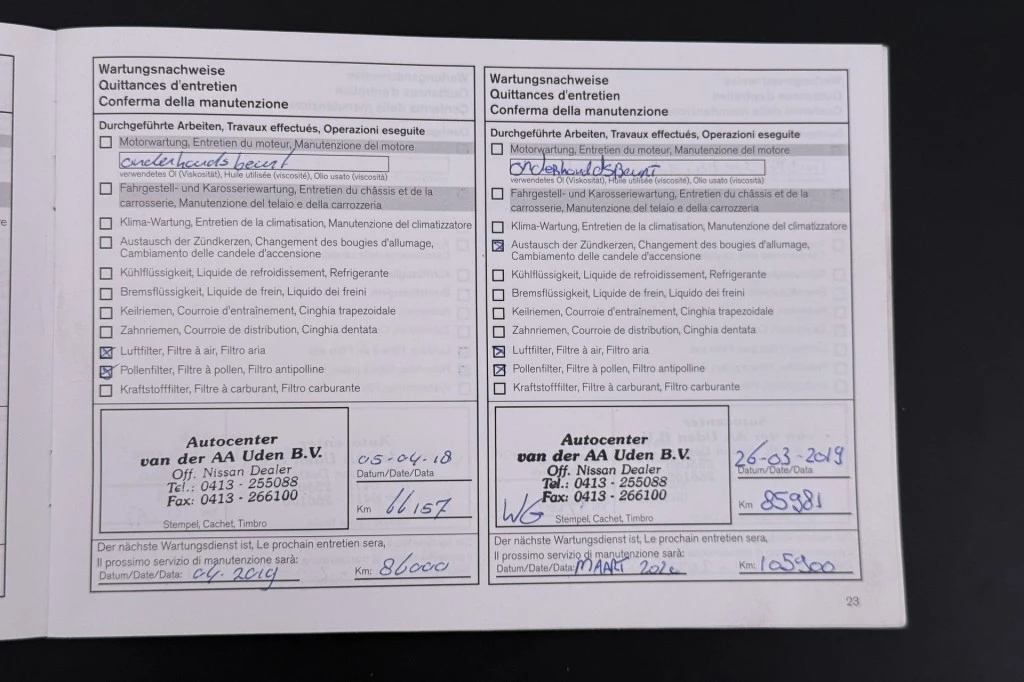 Wartungsnachweise
Quittances d'entretien
Conferma della manutenzione
Durchgeführte Arbeiten, Travaux effectués, Operazioni eseguite
Motorwartung, Entretien du moteur, Manutenzione del motore
onderhoudsbeurt
verwendetes Öl (Viskosität), Huile utilisée (viscosité), Olio usato (viscosità)
Fahrgestell- und Karosseriewartung, Entretien du châssis et de la
carrosserie, Manutenzione del telaio e della carrozzeria
Klima-Wartung, Entretien de la climatisation, Manutenzione del climatizzatore
Austausch der Zündkerzen, Changement des bougies d'allumage,
Cambiamento delle candele d'accensione
Kühlflüssigkeit, Liquide de refroidissement, Refrigerante
Bremsflüssigkeit, Liquide de frein, Liquido dei freini
Keilriemen, Courroie d'entraînement, Cinghia trapezoidale
Zahnriemen, Courroie de distribution, Cinghia dentata
Luftfilter, Filtre à air, Filtro aria
Pollenfilter, Filtre à pollen, Filtro antipolline
Kraftstofffilter, Filtre à carburant, Filtro carburante
Autocenter
van der AA Uden B.V.
Off. Nissan Dealer
Tel.: 0413 - 255088
Fax: 0413 - 266100
Stempel, Cachet, Timbro
05-04-18
Datum/Date/Data
Km 66157
Der nächste Wartungsdienst ist, Le prochain entretien sera,
Il prossimo servizio di manutenzione sarà:
Datum/Date/Data: 04-2019 Km: 86000
Wartungsnachweise
Quittances d'entretien
Conferma della manutenzione
Durchgeführte Arbeiten, Travaux effectués, Operazioni eseguite
Motorwartung, Entretien du moteur, Manutenzione del motore
onderhoudsBeurt
verwendetes Öl (Viskosität), Huile utilisée (viscosité), Olio usato (viscosità)
Fahrgestell- und Karosseriewartung, Entretien du châssis et de la
carrosserie, Manutenzione del telaio e della carrozzeria
Klima-Wartung, Entretien de la climatisation, Manutenzione del climatizzatore
Austausch der Zündkerzen, Changement des bougies d'allumage,
Cambiamento delle candele d'accensione
Kühlflüssigkeit, Liquide de refroidissement, Refrigerante
Bremsflüssigkeit, Liquide de frein, Liquido dei freini
Keilriemen, Courroie d'entraînement, Cinghia trapezoidale
Zahnriemen, Courroie de distribution, Cinghia dentata
Luftfilter, Filtre à air, Filtro aria
Pollenfilter, Filtre à pollen, Filtro antipolline
Kraftstofffilter, Filtre à carburant, Filtro carburante
Autocenter
van der AA Uden B.V.
Off. Nissan Dealer
Tel.: 0413 - 255088
Fax: 0413 - 266100
WG Stempel, Cachet, Timbro
26-03-2019
Datum/Date/Data
Km 85981
Der nächste Wartungsdienst ist, Le prochain entretien sera,
Il prossimo servizio di manutenzione sarà:
Datum/Date/Data: MAART 2020 Km: 105900
23